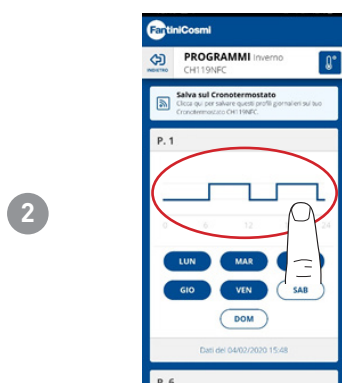 FantiniCosmi
PROGRAMMI Inverno
INDIETRO
CH119NFC
Salva sul Cronotermostato
Clicca qui per salvare questi profili giornalieri sul tuo
Cronotermostato CH119NFC.
P. 1
0 6 12 24
2
LUN MAR
GIO VEN SAB
DOM
Dati del 04/02/2020 15:48
P. 6